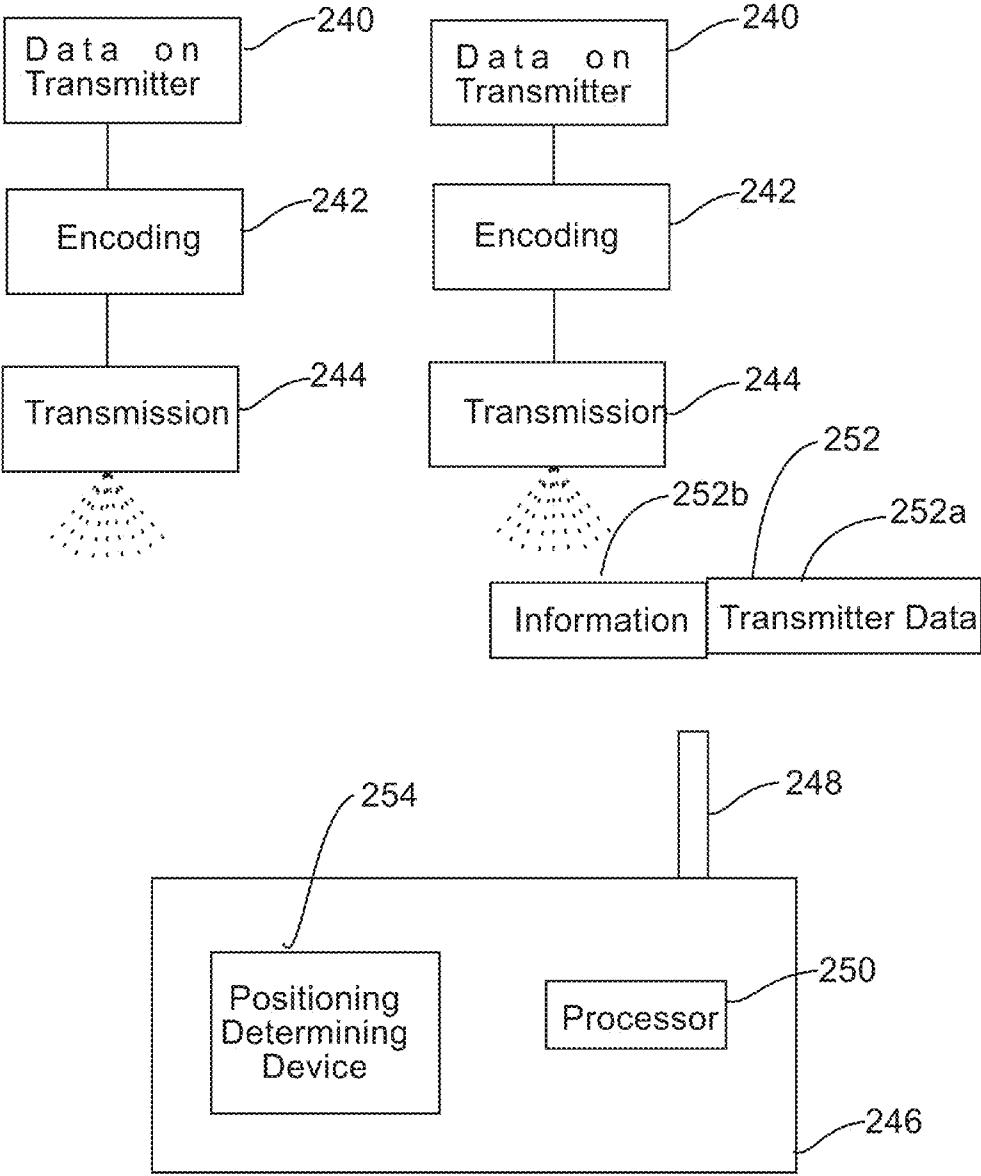 240
Data on
Transmitter
242
Encoding
244
Transmission
240
Data on
Transmitter
242
Encoding
244
Transmission
252
252b
252a
Information
Transmitter Data
248
254
250
Positioning
Determining
Device
Processor
246